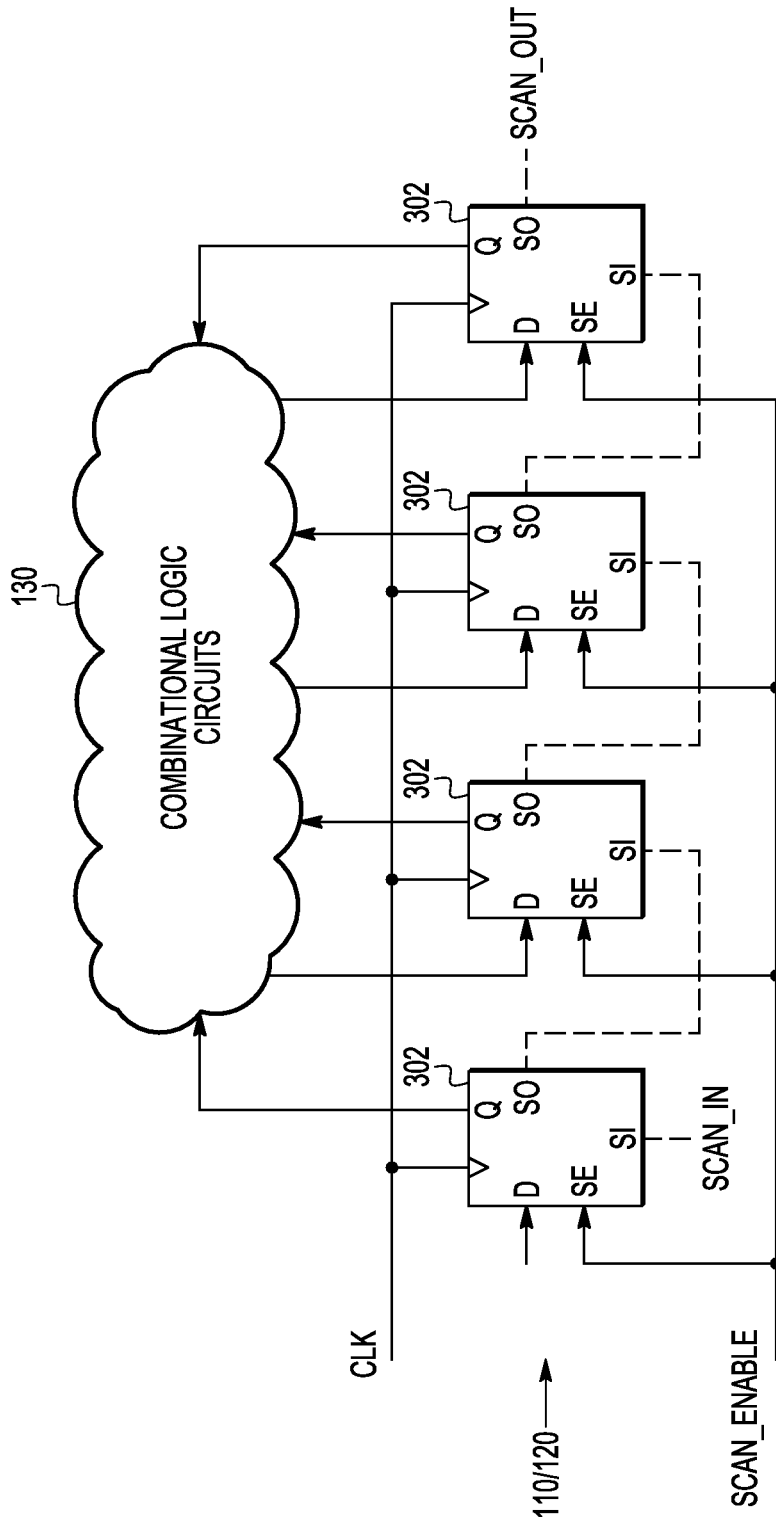 130
COMBINATIONAL LOGIC
CIRCUITS
CLK
110/120
SCAN_ENABLE
302
Q
D
SO
SE
SI
SCAN_IN
302
Q
D
SO
SE
SI
302
Q
D
SO
SE
SI
302
Q
D
SO
SE
SI
SCAN_OUT